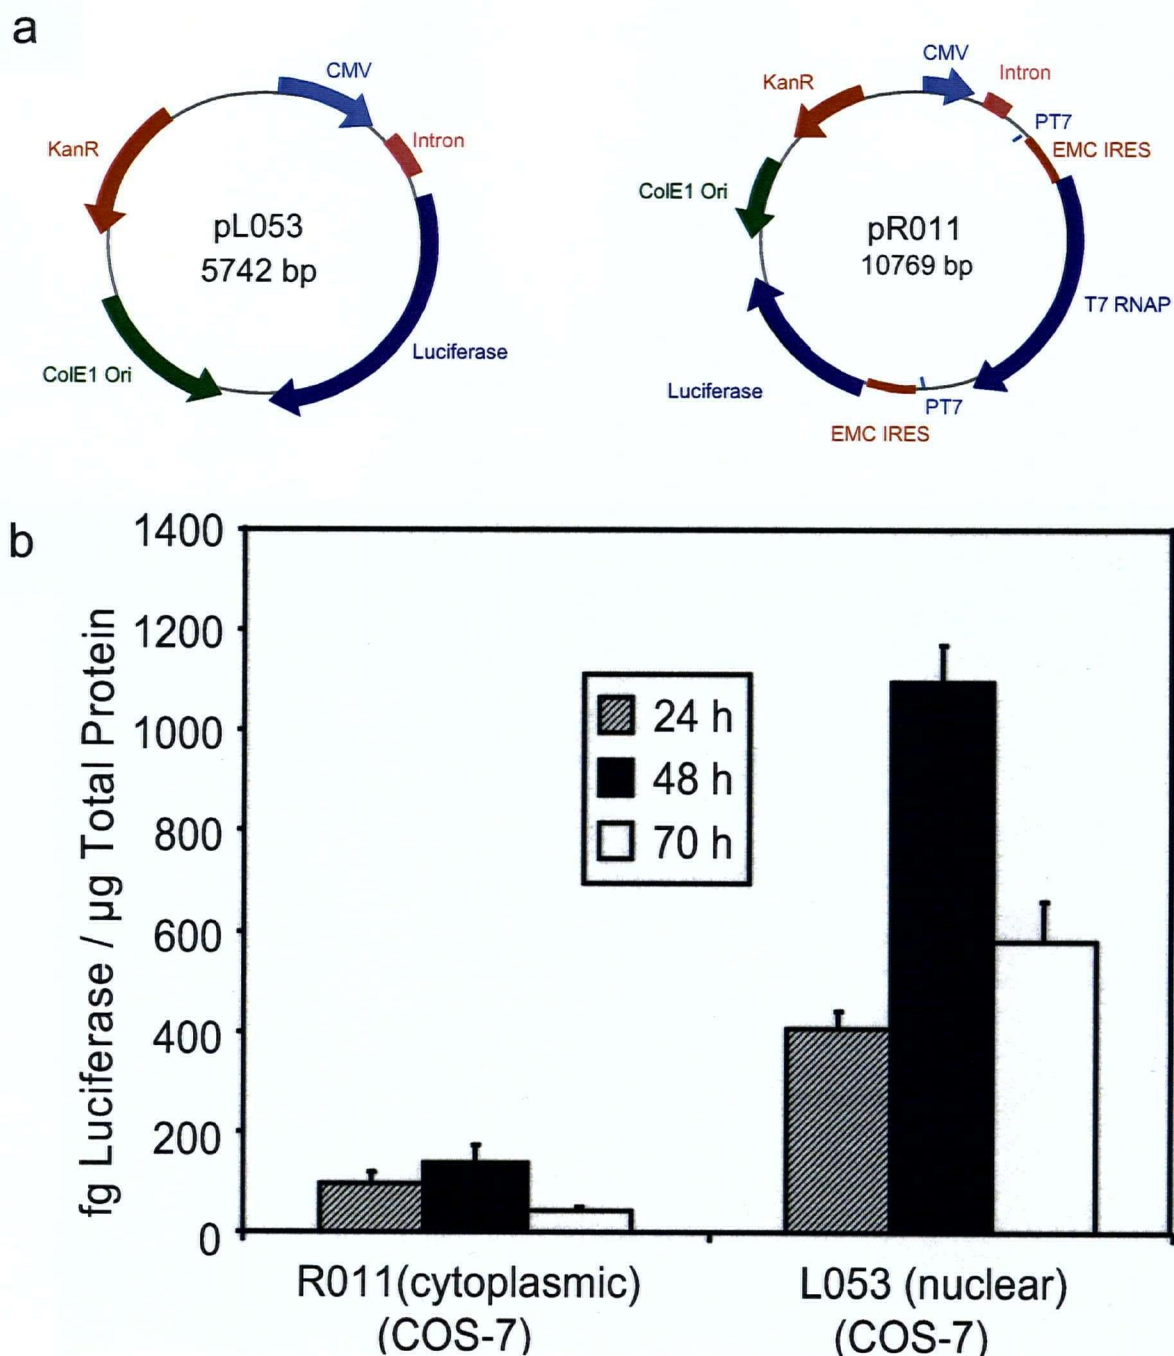 a
CMV
Intron
KanR
pL053
5742 bp
Luciferase
ColE1 Ori
CMV
Intron
KanR
PT7
EMC IRES
ColE1 Ori
pR011
10769 bp
T7 RNAP
Luciferase
PT7
EMC IRES
b
fg Luciferase / µg Total Protein
1400
1200
1000
800
600
400
200
0
24 h
48 h
70 h
R011(cytoplasmic)
(COS-7)
L053 (nuclear)
(COS-7)